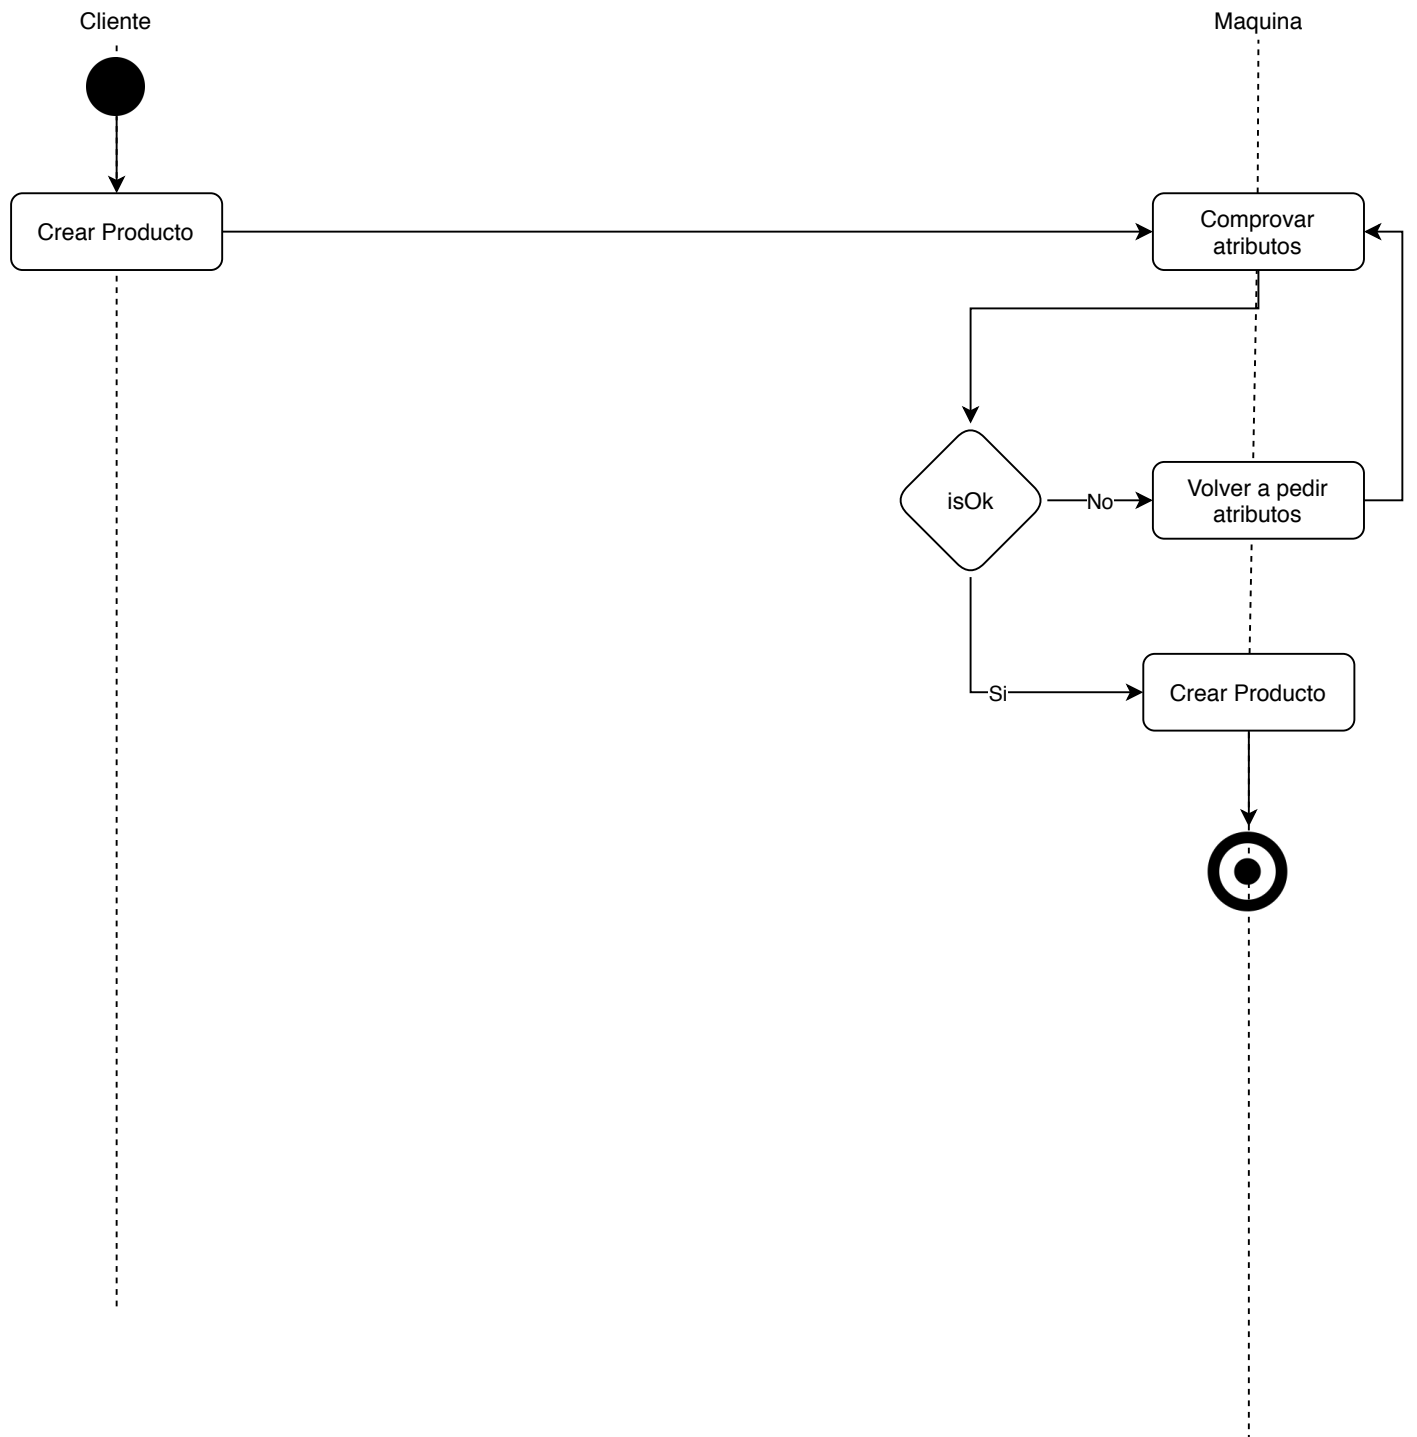 Cliente
Maquina
Crear Producto
Comprovar
atributos
isOk
No
Volver a pedir
atributos
Si
Crear Producto